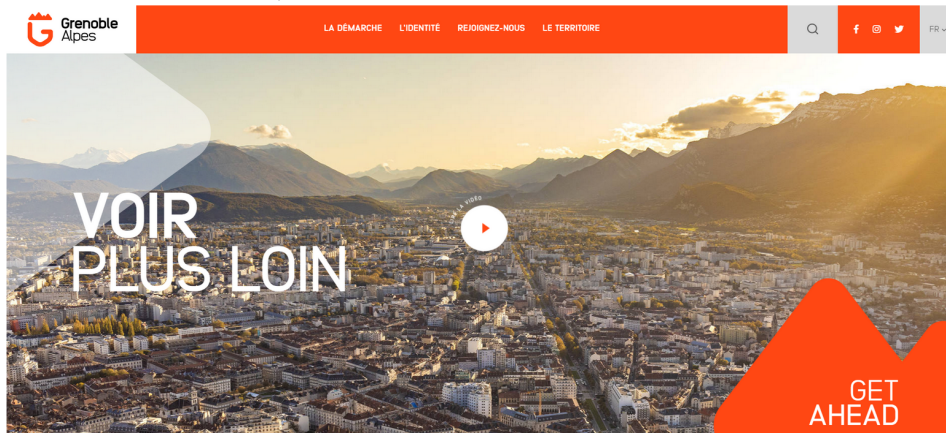 Grenoble
Alpes
LA DÉMARCHE L'IDENTITÉ REJOIGNEZ-NOUS LE TERRITOIRE
FR
LA VIDÉO
VOIR
PLUS LOIN
GET
AHEAD